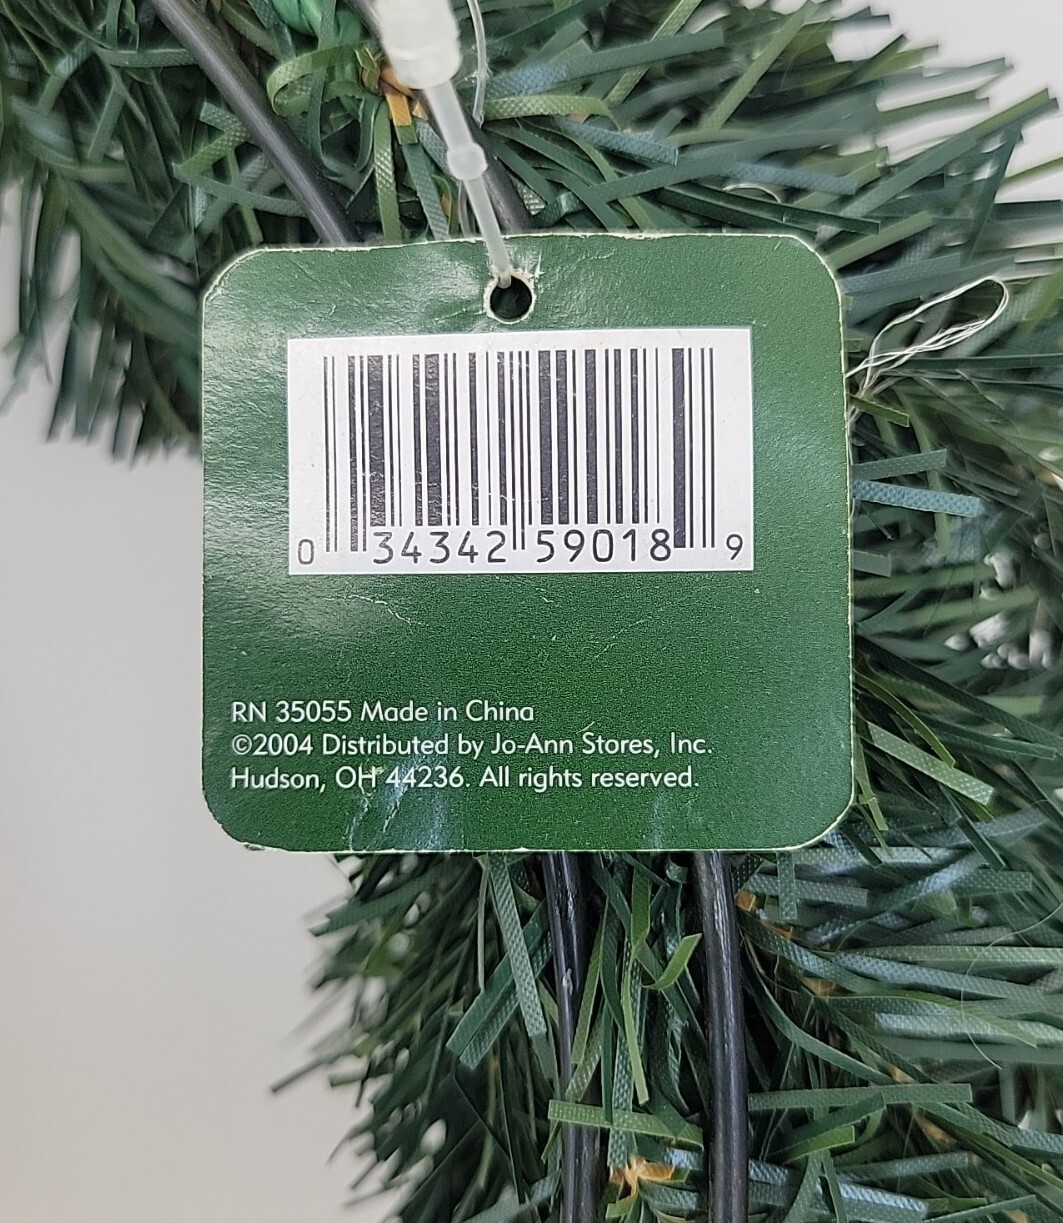 0 34342 59018 9
RN 35055 Made in China
©2004 Distributed by Jo-Ann Stores, Inc.
Hudson, OH 44236. All rights reserved.